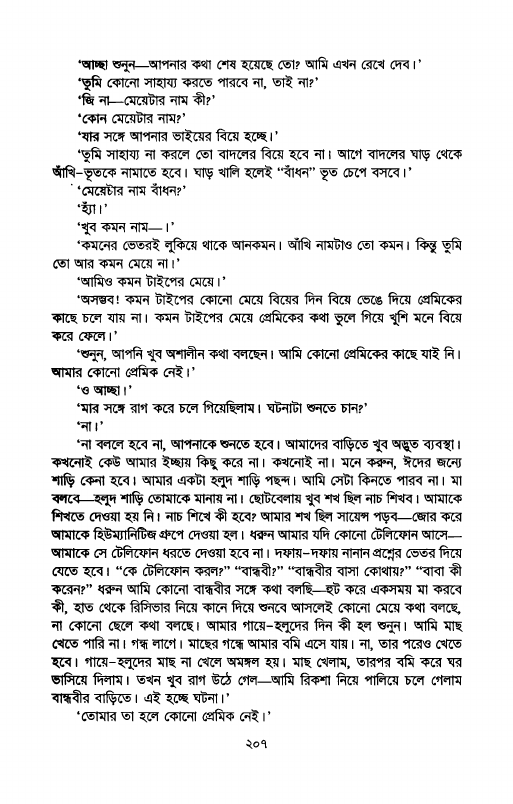 ‘আচ্ছা শুনুন—আপনার কথা শেষ হয়েছে তো? আমি এখন রেখে দেব।’
‘তুমি কোনো সাহায্য করতে পারবে না, তাই না?’
‘জ্বি না—মেয়েটার নাম কী?’
‘কোন মেয়েটার নাম?’
‘যার সঙ্গে আপনার ভাইয়ের বিয়ে হচ্ছে।’
‘তুমি সাহায্য না করলে তো বাদলের বিয়ে হবে না। আগে বাদলের ঘাড় থেকে
আঁখি-ভূতকে নামাতে হবে। ঘাড় খালি হলেই “বাঁধন” ভূত চেপে বসবে।’
‘মেয়েটার নাম বাঁধন?’
‘হ্যাঁ।’
‘খুব কমন নাম—।’
‘কমনের ভেতরই লুকিয়ে থাকে আনকমন। আঁখি নামটাও তো কমন। কিন্তু তুমি
তো আর কমন মেয়ে না।’
‘আমিও কমন টাইপের মেয়ে।’
‘অসম্ভব! কমন টাইপের কোনো মেয়ে বিয়ের দিন বিয়ে ভেঙে দিয়ে প্রেমিকের
কাছে চলে যায় না। কমন টাইপের মেয়ে প্রেমিকের কথা ভুলে গিয়ে খুশি মনে বিয়ে
করে ফেলে।’
‘শুনুন, আপনি খুব অশালীন কথা বলছেন। আমি কোনো প্রেমিকের কাছে যাই নি।
আমার কোনো প্রেমিক নেই।’
‘ও আচ্ছা।’
‘মার সঙ্গে রাগ করে চলে গিয়েছিলাম। ঘটনাটা শুনতে চান?’
‘না।’
‘না বললে হবে না, আপনাকে শুনতে হবে। আমাদের বাড়িতে খুব অদ্ভুত ব্যবস্থা।
কখনোই কেউ আমার ইচ্ছায় কিছু করে না। কখনোই না। মনে করুন, ঈদের জন্যে
শাড়ি কেনা হবে। আমার একটা হলুদ শাড়ি পছন্দ। আমি সেটা কিনতে পারব না। মা
বলবে—হলুদ শাড়ি তোমাকে মানায় না। ছোটবেলায় খুব শখ ছিল নাচ শিখব। আমাকে
শিখতে দেওয়া হয় নি। নাচ শিখে কী হবে? আমার শখ ছিল সায়েন্স পড়ব—জোর করে
আমাকে হিউম্যানিটিজ গ্রুপে দেওয়া হল। ধরুন আমার যদি কোনো টেলিফোন আসে—
আমাকে সে টেলিফোন ধরতে দেওয়া হবে না। দফায়-দফায় নানান প্রশ্নের ভেতর দিয়ে
যেতে হবে। “কে টেলিফোন করল?” “বান্ধবী?” “বান্ধবীর বাসা কোথায়?” “বাবা কী
করেন?” ধরুন আমি কোনো বান্ধবীর সঙ্গে কথা বলছি—হুট করে একসময় মা করবে
কী, হাত থেকে রিসিভার নিয়ে কানে দিয়ে শুনবে আসলেই কোনো মেয়ে কথা বলছে,
না কোনো ছেলে কথা বলছে। আমার গায়ে-হলুদের দিন কী হল শুনুন। আমি মাছ
খেতে পারি না। গন্ধ লাগে। মাছের গন্ধে আমার বমি এসে যায়। না, তার পরেও খেতে
হবে। গায়ে-হলুদের মাছ না খেলে অমঙ্গল হয়। মাছ খেলাম, তারপর বমি করে ঘর
ভাসিয়ে দিলাম। তখন খুব রাগ উঠে গেল—আমি রিকশা নিয়ে পালিয়ে চলে গেলাম
বান্ধবীর বাড়িতে। এই হচ্ছে ঘটনা।’
‘তোমার তা হলে কোনো প্রেমিক নেই।’
২০৭